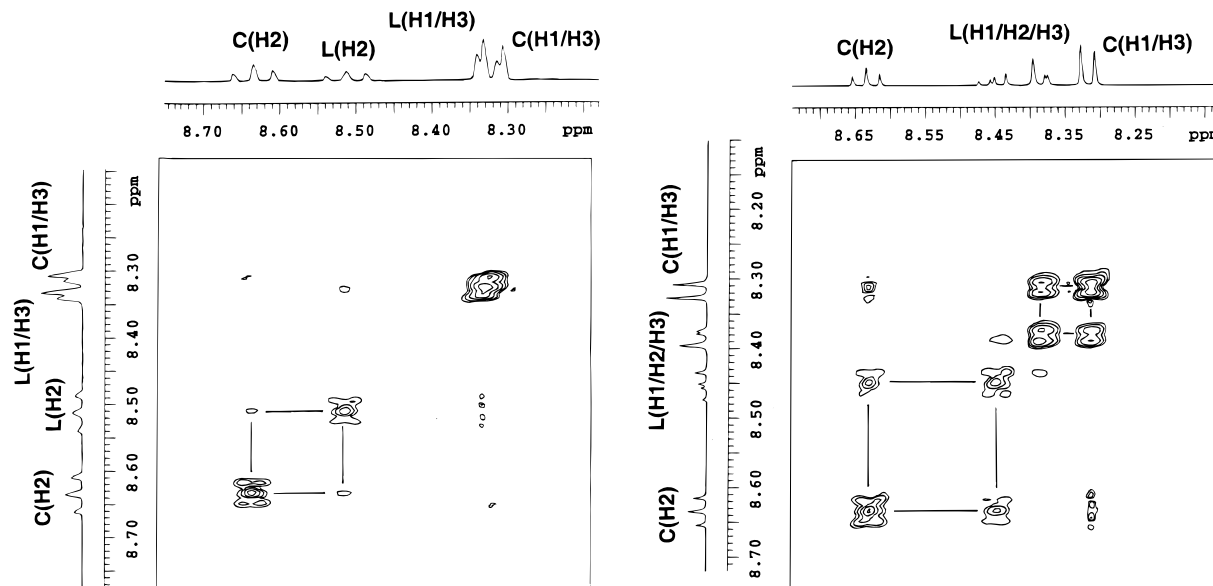 C(H2)
L(H2)
L(H1/H3)
C(H1/H3)
8.70 8.60 8.50 8.40 8.30 ppm
C(H1/H3)
L(H1/H3)
L(H2)
C(H2)
ppm
8.30
8.40
8.50
8.60
8.70
C(H2)
L(H1/H2/H3)
C(H1/H3)
8.65 8.55 8.45 8.35 8.25 ppm
C(H1/H3)
L(H1/H2/H3)
C(H2)
ppm
8.20
8.30
8.40
8.50
8.60
8.70